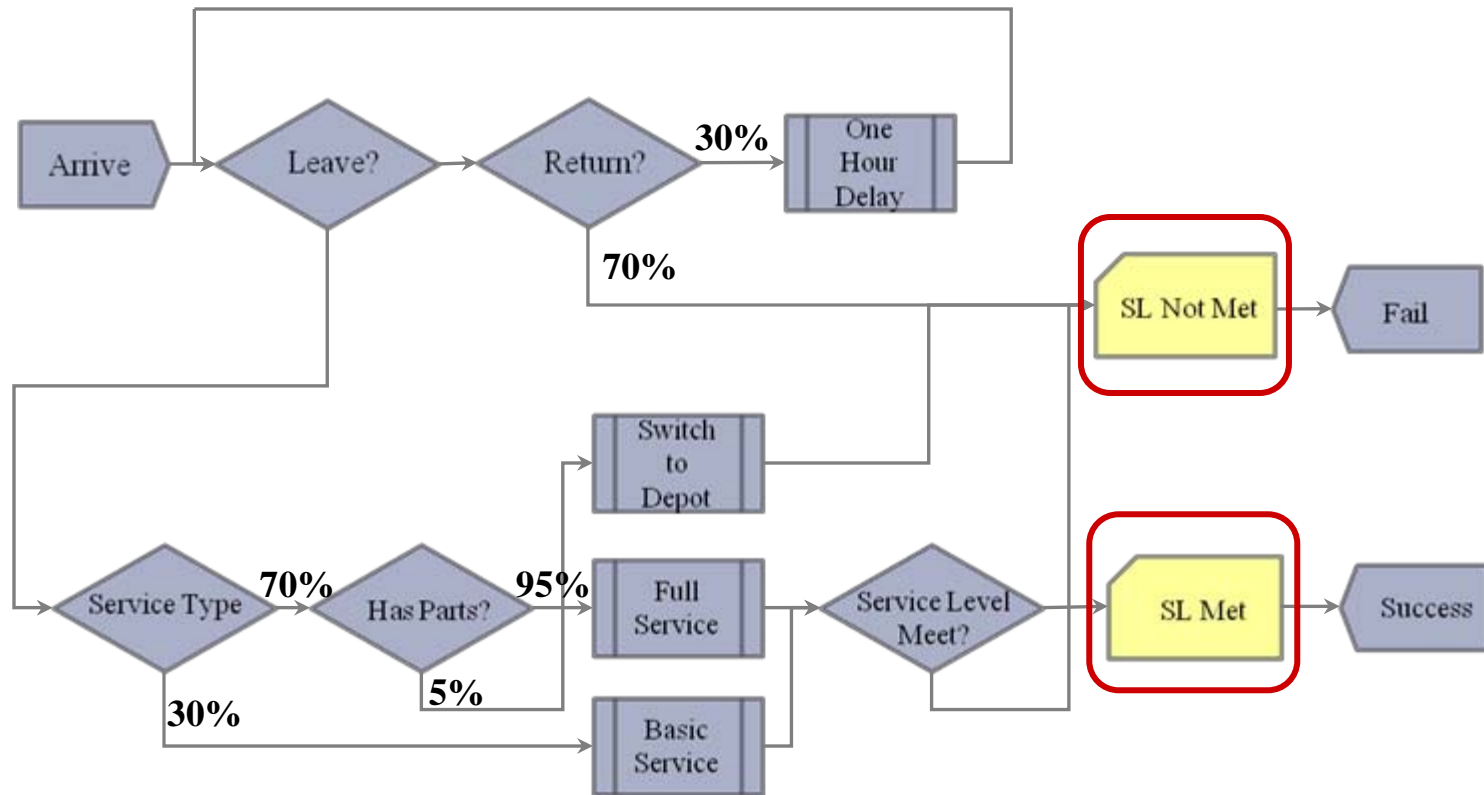 Arrive
Leave?
Return?
30%
One
Hour
Delay
70%
SL Not Met
Fail
Switch
to
Depot
Service Type
70%
Has Parts?
95%
Full
Service
Service Level
Meet?
SL Met
Success
5%
30%
Basic
Service